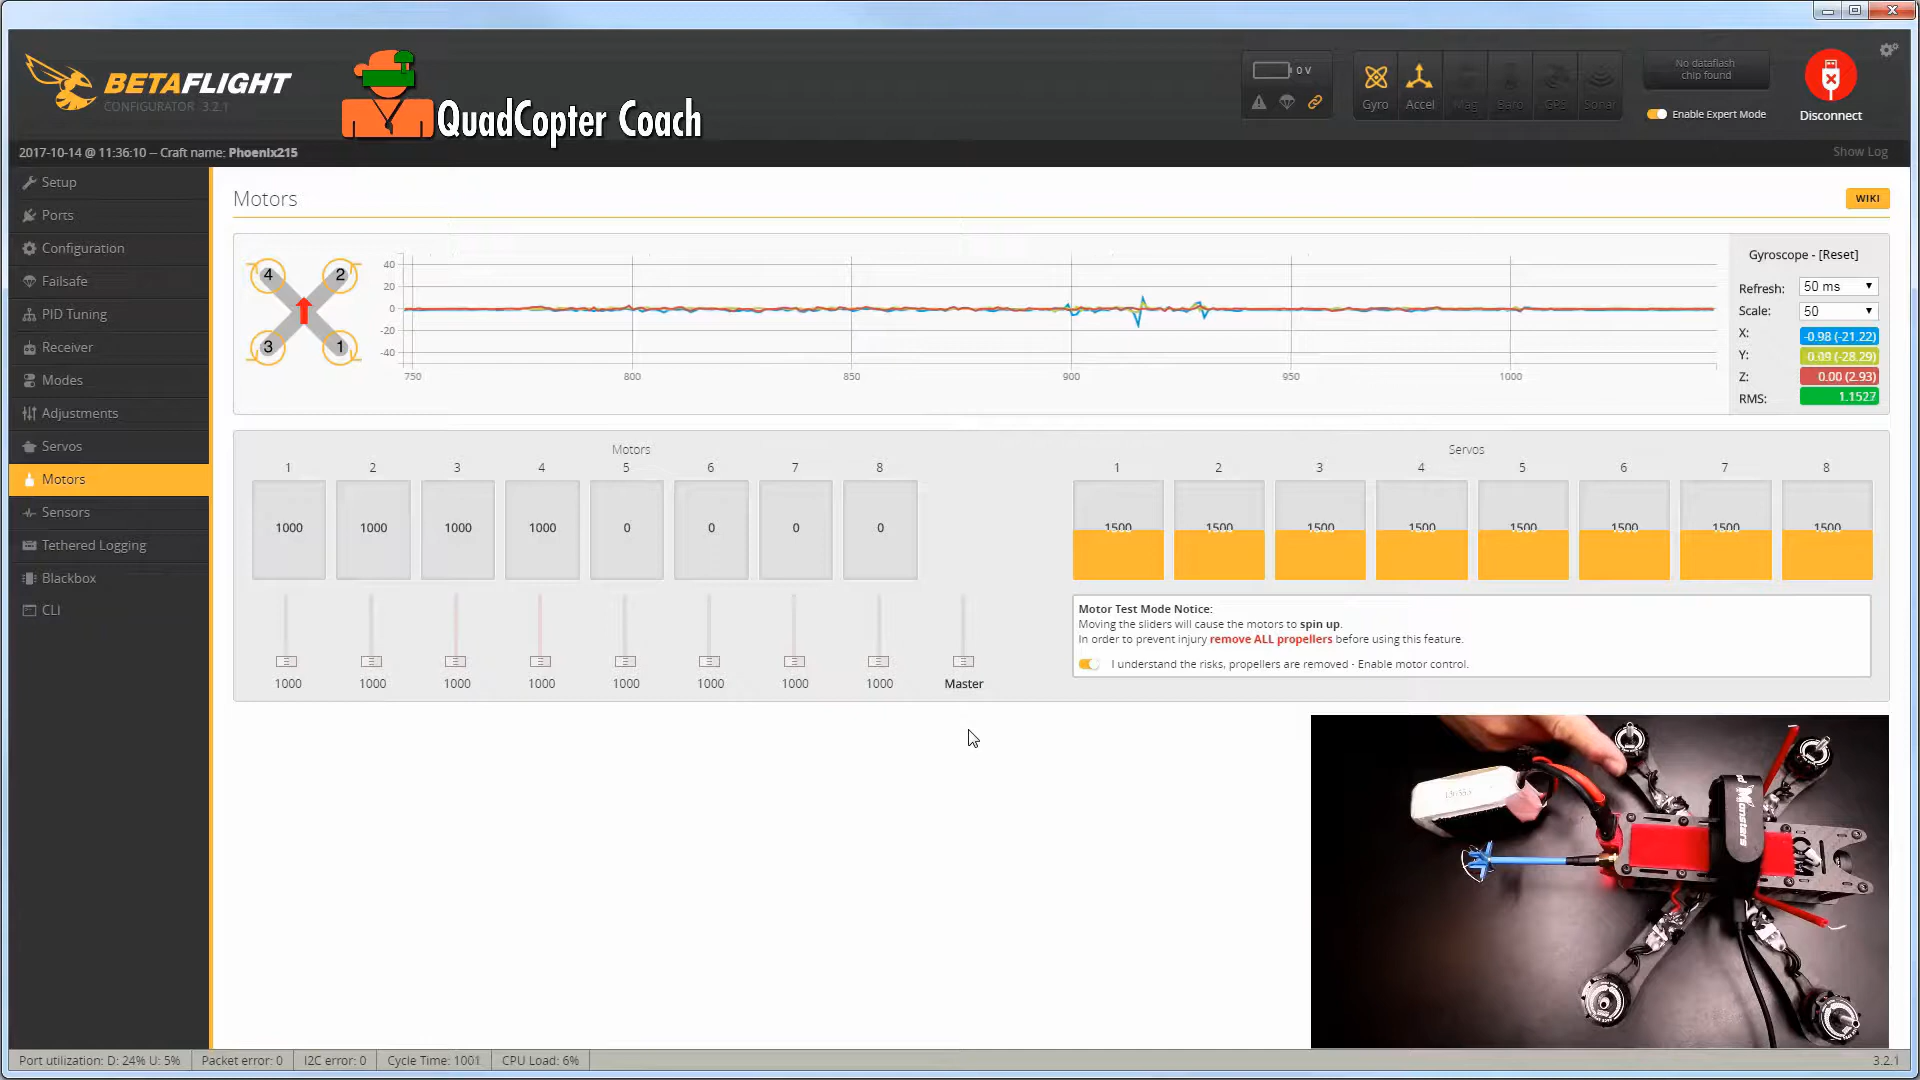 BETAFLIGHT
CONFIGURATOR 3.2.1
QuadCopter Coach
0 V
Gyro Accel Mag Baro GPS Sonar
No dataflash
chip found
Enable Expert Mode
Disconnect
2017-10-14 @ 11:36:10 -- Craft name: Phoenix215
Show Log
Setup
Ports
Configuration
Failsafe
PID Tuning
Receiver
Modes
Adjustments
Servos
Motors
Sensors
Tethered Logging
Blackbox
CLI
Motors
WIKI
4 2
3 1
40
20
0
-20
-40
750 800 850 900 950 1000
Gyroscope - [Reset]
Refresh: 50 ms
Scale: 50
X: -0.98 (-21.22)
Y: 0.09 (-28.29)
Z: 0.00 (2.93)
RMS: 1.1527
Motors
1 2 3 4 5 6 7 8
1000 1000 1000 1000 0 0 0 0
1000 1000 1000 1000 1000 1000 1000 1000 Master
Servos
1 2 3 4 5 6 7 8
1500 1500 1500 1500 1500 1500 1500 1500
Motor Test Mode Notice:
Moving the sliders will cause the motors to spin up.
In order to prevent injury remove ALL propellers before using this feature.
I understand the risks, propellers are removed - Enable motor control.
Monsters
Port utilization: D: 24% U: 5% Packet error: 0 I2C error: 0 Cycle Time: 1001 CPU Load: 6%
3.2.1